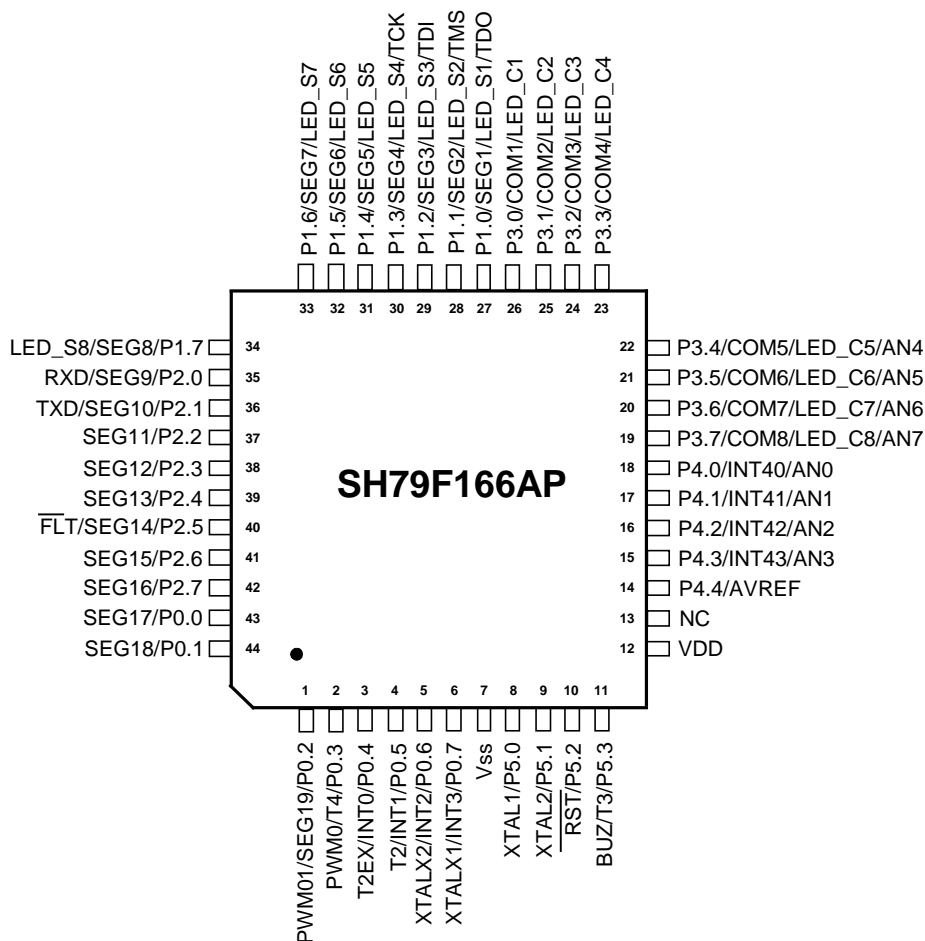 P1.6/SEG7/LED_S7
P1.5/SEG6/LED_S6
P1.4/SEG5/LED_S5
P1.3/SEG4/LED_S4/TCK
P1.2/SEG3/LED_S3/TDI
P1.1/SEG2/LED_S2/TMS
P1.0/SEG1/LED_S1/TDO
P3.0/COM1/LED_C1
P3.1/COM2/LED_C2
P3.2/COM3/LED_C3
P3.3/COM4/LED_C4
33 32 31 30 29 28 27 26 25 24 23
LED_S8/SEG8/P1.7 34
RXD/SEG9/P2.0 35
TXD/SEG10/P2.1 36
SEG11/P2.2 37
SEG12/P2.3 38
SEG13/P2.4 39
FLT/SEG14/P2.5 40
SEG15/P2.6 41
SEG16/P2.7 42
SEG17/P0.0 43
SEG18/P0.1 44
SH79F166AP
22 P3.4/COM5/LED_C5/AN4
21 P3.5/COM6/LED_C6/AN5
20 P3.6/COM7/LED_C7/AN6
19 P3.7/COM8/LED_C8/AN7
18 P4.0/INT40/AN0
17 P4.1/INT41/AN1
16 P4.2/INT42/AN2
15 P4.3/INT43/AN3
14 P4.4/AVREF
13 NC
12 VDD
1 2 3 4 5 6 7 8 9 10 11
PWM01/SEG19/P0.2
PWM0/T4/P0.3
T2EX/INT0/P0.4
T2/INT1/P0.5
XTALX2/INT2/P0.6
XTALX1/INT3/P0.7
Vss
XTAL1/P5.0
XTAL2/P5.1
RST/P5.2
BUZ/T3/P5.3